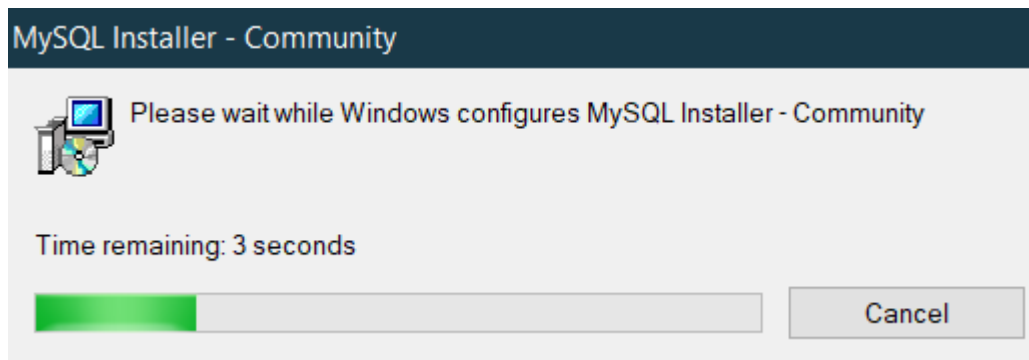 MySQL Installer - Community
Please wait while Windows configures MySQL Installer - Community
Time remaining: 3 seconds
Cancel